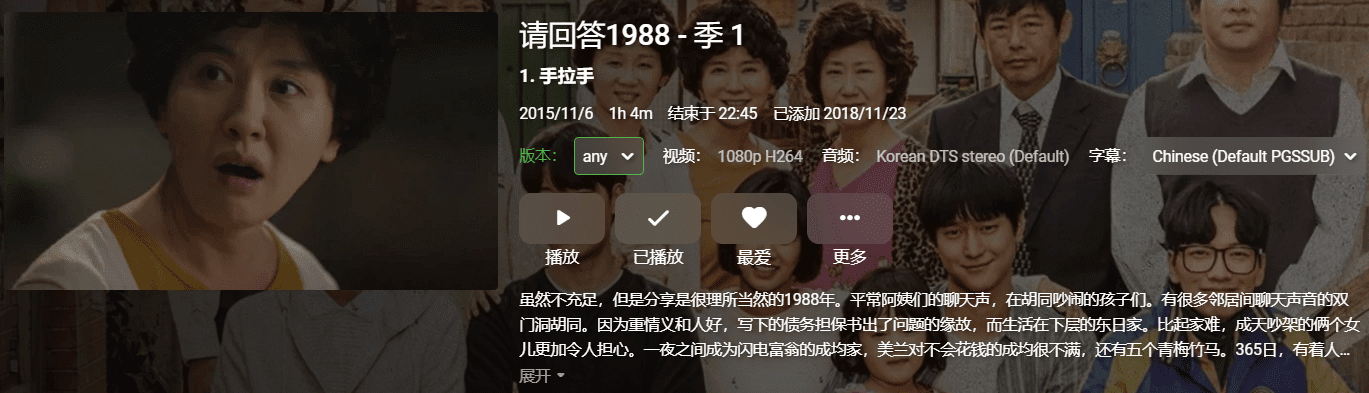 请回答1988 - 季 1
1. 手拉手
2015/11/6 1h 4m 结束于 22:45 已添加 2018/11/23
版本： any 视频： 1080p H264 音频： Korean DTS stereo (Default) 字幕： Chinese (Default PGSSUB)
播放 已播放 最爱 更多
虽然不充足，但是分享是很理所当然的1988年。平常阿姨们的聊天声，在胡同吵闹的孩子们。有很多邻居间聊天声音的双
门洞胡同。因为重情义和人好，写下的债务担保书出了问题的缘故，而生活在下层的东日家。比起家难，成天吵架的俩个女
儿更加令人担心。一夜之间成为闪电富翁的成均家，美兰对不会花钱的成均很不满，还有五个青梅竹马。365日，有着人...
展开